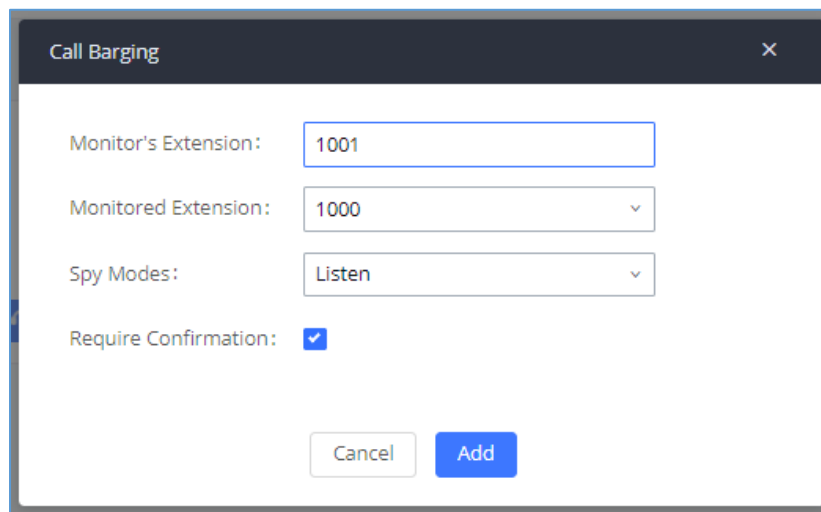 Call Barging
Monitor's Extension: 1001
Monitored Extension: 1000
Spy Modes: Listen
Require Confirmation:
Cancel Add